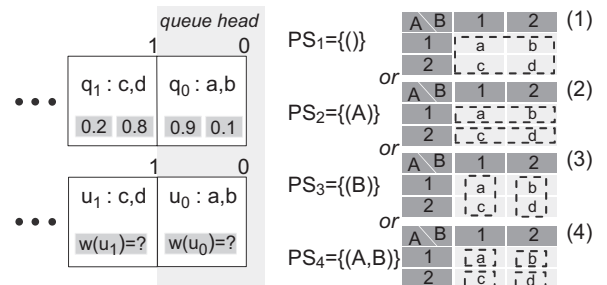 queue head
1 0
q1 : c,d q0 : a,b
0.2 0.8 0.9 0.1
1 0
u1 : c,d u0 : a,b
w(u1)=? w(u0)=?
PS1={()}
A B 1 2 (1)
1 a b
2 c d
or
PS2={(A)}
A B 1 2 (2)
1 a b
2 c d
or
PS3={(B)}
A B 1 2 (3)
1 a b
2 c d
or
PS4={(A,B)}
A B 1 2 (4)
1 a b
2 c d